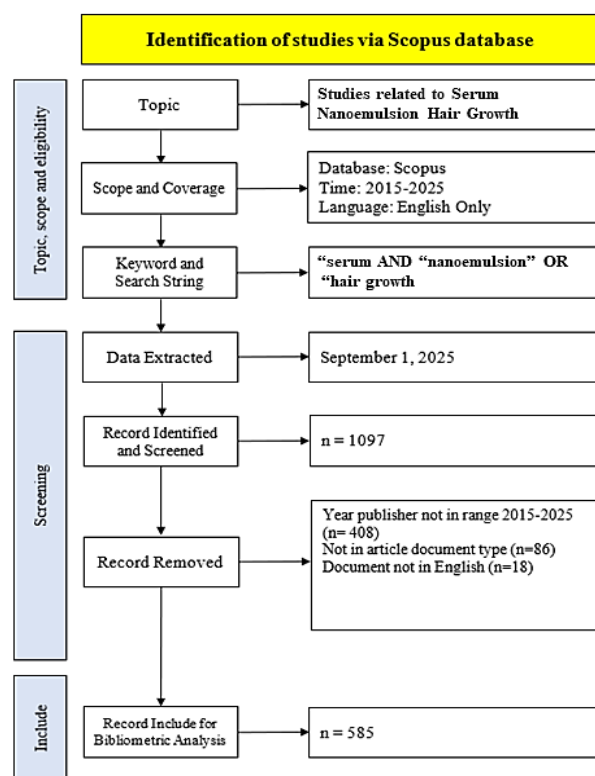 Identification of studies via Scopus database
Topic, scope and eligibility
Topic
Studies related to Serum
Nanoemulsion Hair Growth
Scope and Coverage
Database: Scopus
Time: 2015-2025
Language: English Only
Keyword and
Search String
“serum AND “nanoemulsion” OR
“hair growth
Screening
Data Extracted
September 1, 2025
Record Identified
and Screened
n = 1097
Record Removed
Year publisher not in range 2015-2025
(n= 408)
Not in article document type (n=86)
Document not in English (n=18)
Include
Record Include for
Bibliometric Analysis
n = 585